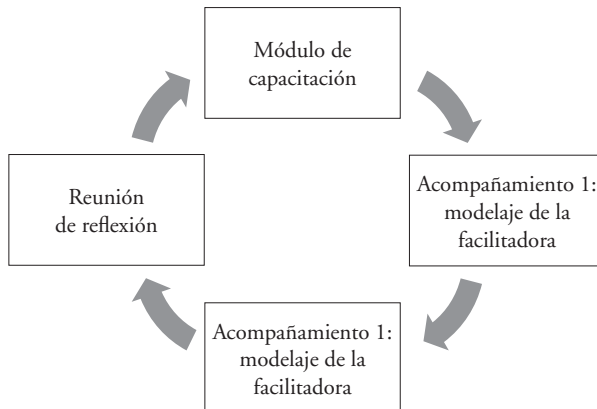 Módulo de
capacitación
Acompañamiento 1:
modelaje de la
facilitadora
Acompañamiento 1:
modelaje de la
facilitadora
Reunión
de reflexión